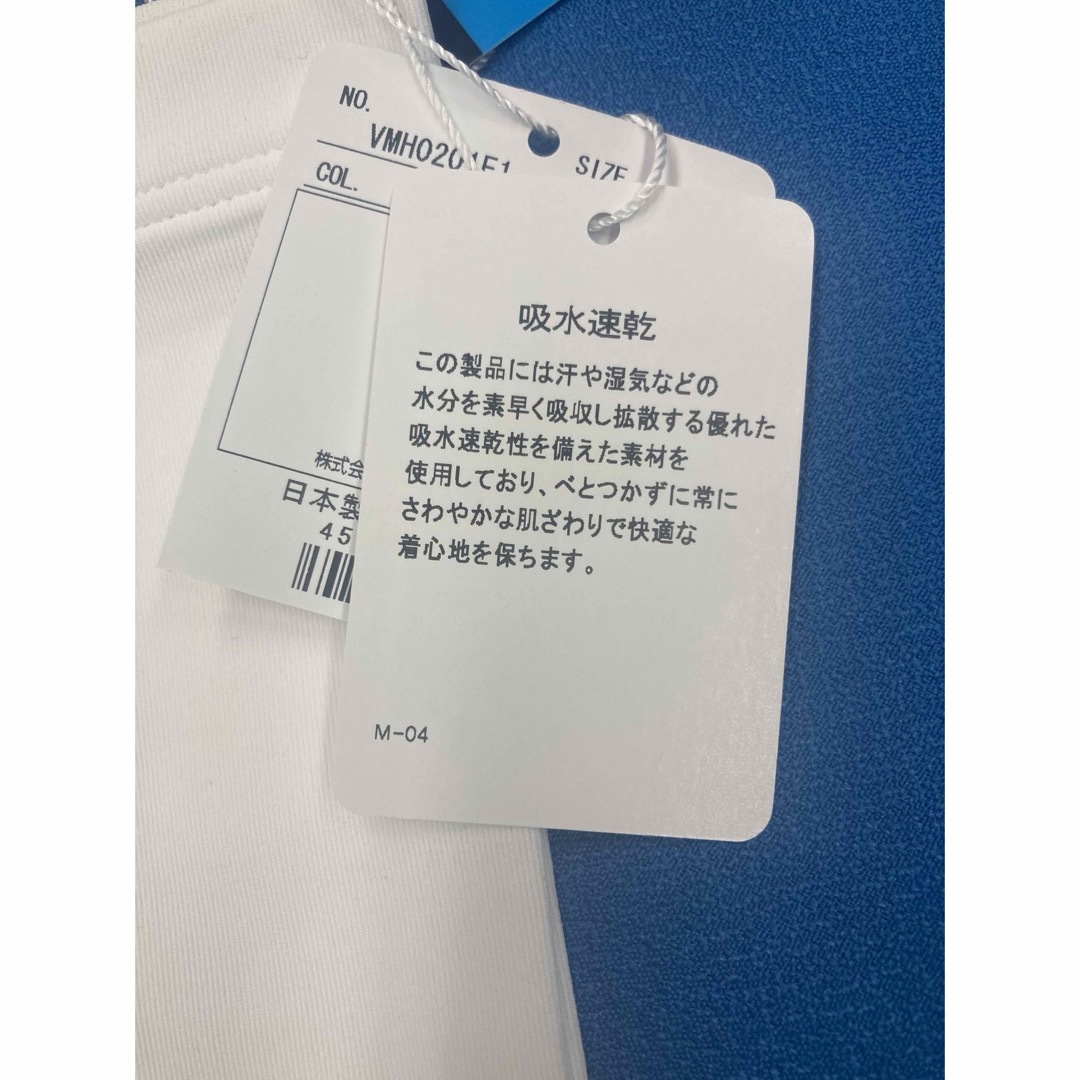 NO.
SIZE
COL.
吸水速乾
この製品には汗や湿気などの
水分を素早く吸収し拡散する優れた
吸水速乾性を備えた素材を
使用しており、べとつかずに常に
さわやかな肌ざわりで快適な
着心地を保ちます。
株式会
日本製
45
M-04